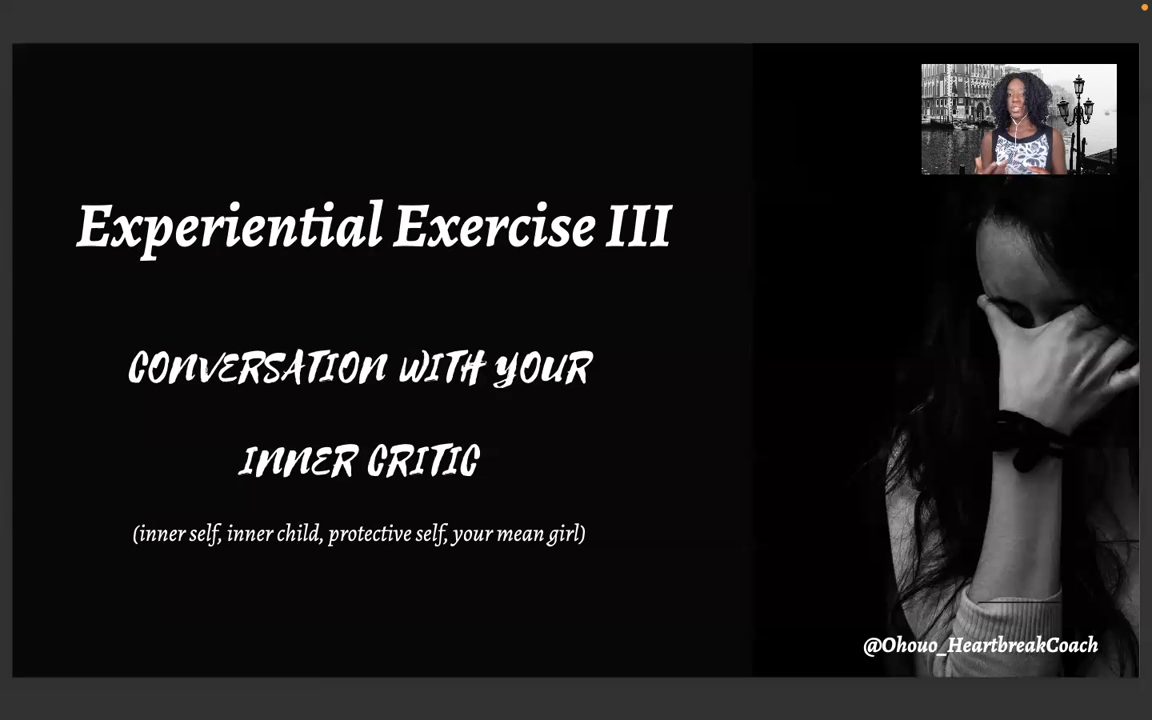 Experiential Exercise III
CONVERSATION WITH YOUR
INNER CRITIC
(inner self, inner child, protective self, your mean girl)
@Ohouo_HeartbreakCoach